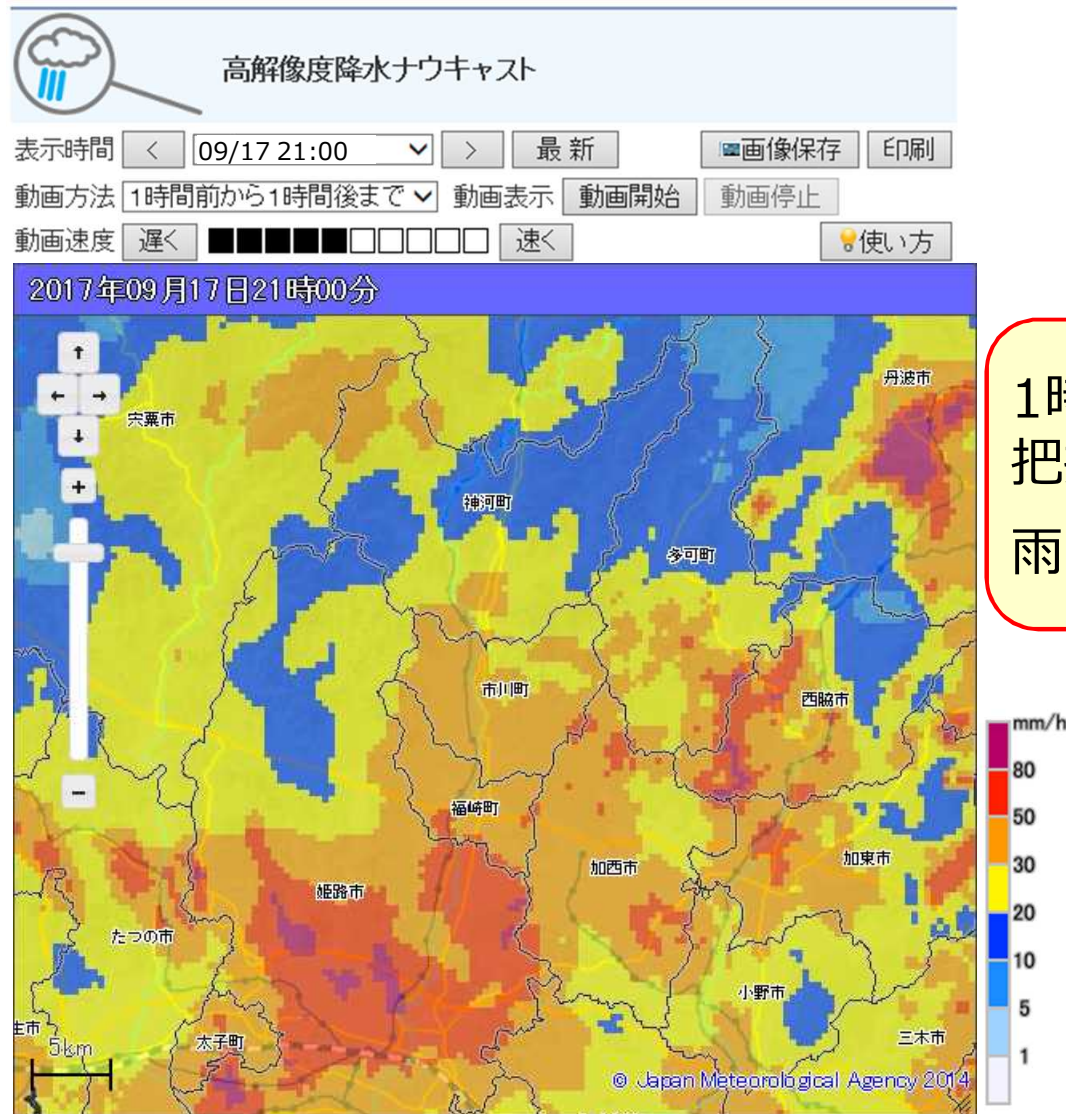 高解像度降水ナウキャスト
表示時間 < 09/17 21:00 > 最新 画像保存 印刷
動画方法 1時間前から1時間後まで 動画表示 動画開始 動画停止
動画速度 遅く 速く 使い方
2017年09月17日21時00分
↑
← →
↓
+
−
丹波市
宍粟市
神河町
多可町
市川町
西脇市
福崎町
加西市
加東市
姫路市
たつの市
小野市
三木市
太子町
生市
5km
© Japan Meteorological Agency 2014
1時
雨
mm/h
80
50
30
20
10
5
1